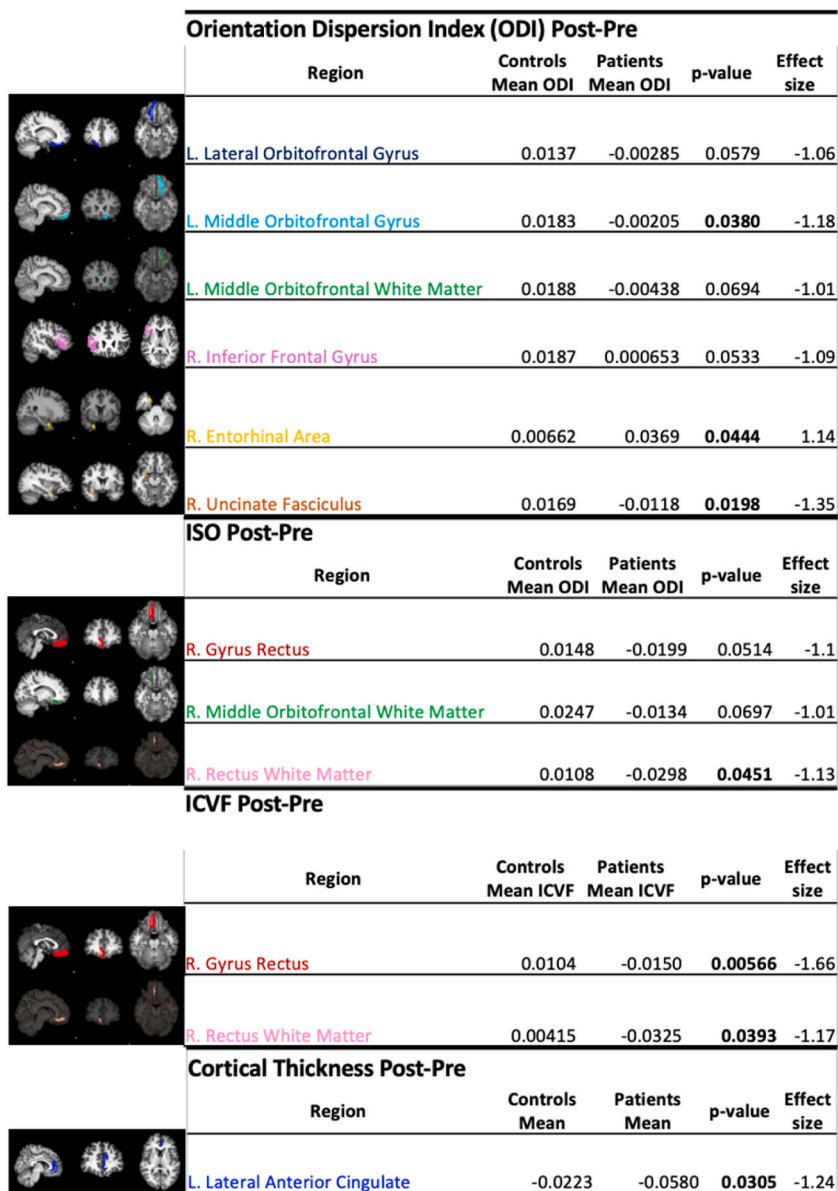 Orientation Dispersion Index (ODI) Post-Pre
Region Controls Mean ODI Patients Mean ODI p-value Effect size
L. Lateral Orbitofrontal Gyrus 0.0137 -0.00285 0.0579 -1.06
L. Middle Orbitofrontal Gyrus 0.0183 -0.00205 0.0380 -1.18
L. Middle Orbitofrontal White Matter 0.0188 -0.00438 0.0694 -1.01
R. Inferior Frontal Gyrus 0.0187 0.000653 0.0533 -1.09
R. Entorhinal Area 0.00662 0.0369 0.0444 1.14
R. Uncinate Fasciculus 0.0169 -0.0118 0.0198 -1.35
ISO Post-Pre
Region Controls Mean ODI Patients Mean ODI p-value Effect size
R. Gyrus Rectus 0.0148 -0.0199 0.0514 -1.1
R. Middle Orbitofrontal White Matter 0.0247 -0.0134 0.0697 -1.01
R. Rectus White Matter 0.0108 -0.0298 0.0451 -1.13
ICVF Post-Pre
Region Controls Mean ICVF Patients Mean ICVF p-value Effect size
R. Gyrus Rectus 0.0104 -0.0150 0.00566 -1.66
R. Rectus White Matter 0.00415 -0.0325 0.0393 -1.17
Cortical Thickness Post-Pre
Region Controls Mean Patients Mean p-value Effect size
L. Lateral Anterior Cingulate -0.0223 -0.0580 0.0305 -1.24